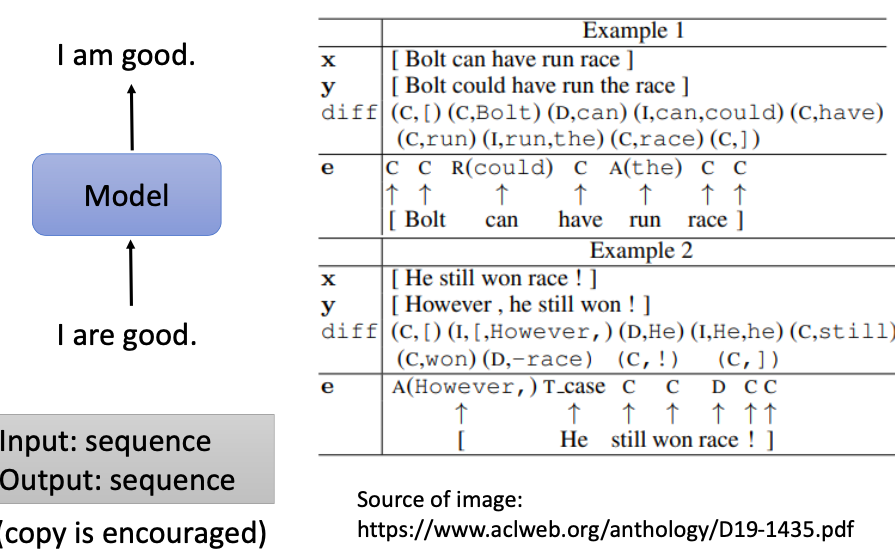 I am good.
Model
I are good.
Input: sequence
Output: sequence
(copy is encouraged)
Example 1
x [ Bolt can have run race ]
y [ Bolt could have run the race ]
diff (C,[) (C,Bolt) (D,can) (I,can,could) (C,have)
(C,run) (I,run,the) (C,race) (C,])
e C C R(could) C A(the) C C
↑ ↑ ↑ ↑ ↑ ↑ ↑
[ Bolt can have run race ]
Example 2
x [ He still won race ! ]
y [ However , he still won ! ]
diff (C,[) (I,[,However,) (D,He) (I,He,he) (C,still)
(C,won) (D,-race) (C,!) (C,])
e A(However,) T_case C C D C C
↑ ↑ ↑ ↑ ↑ ↑ ↑
[ He still won race ! ]
Source of image:
https://www.aclweb.org/anthology/D19-1435.pdf